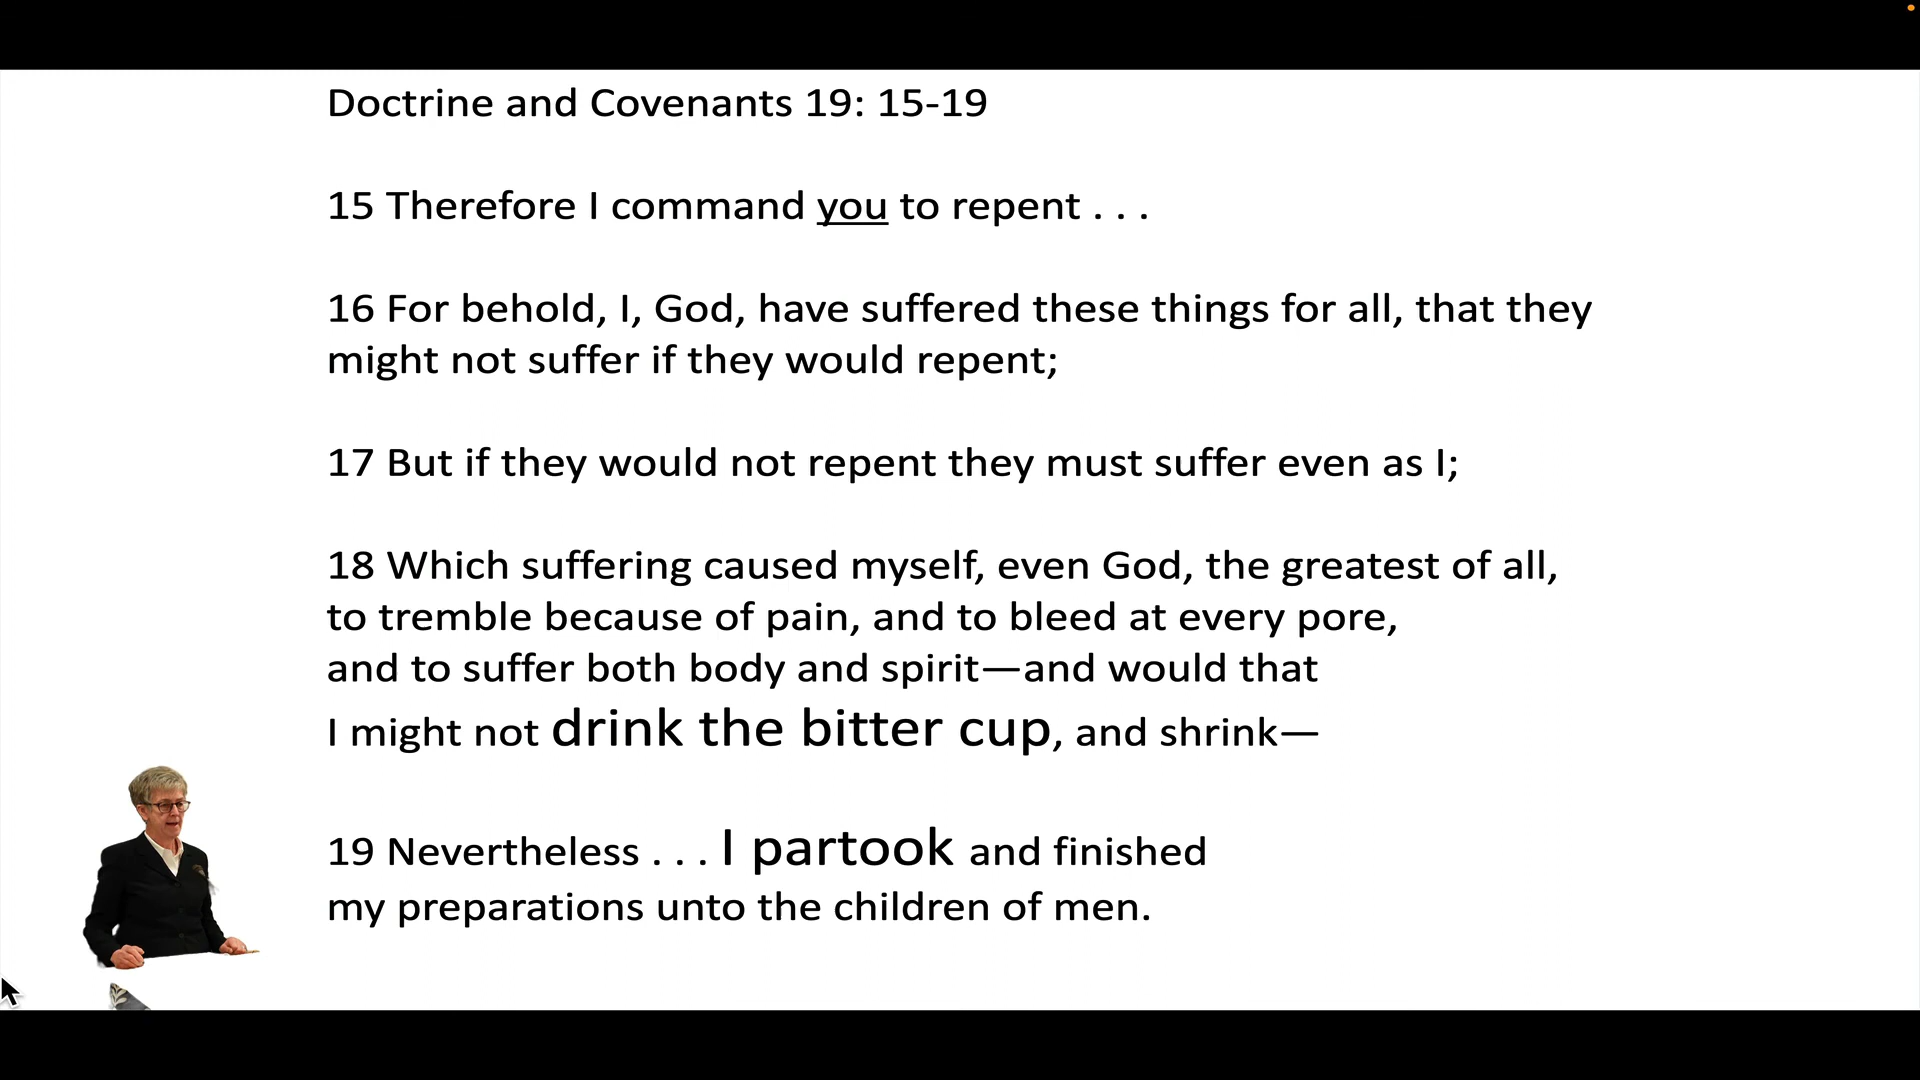 Doctrine and Covenants 19: 15-19
15 Therefore I command you to repent . . .
16 For behold, I, God, have suffered these things for all, that they
might not suffer if they would repent;
17 But if they would not repent they must suffer even as I;
18 Which suffering caused myself, even God, the greatest of all,
to tremble because of pain, and to bleed at every pore,
and to suffer both body and spirit—and would that
I might not drink the bitter cup, and shrink—
19 Nevertheless . . . I partook and finished
my preparations unto the children of men.